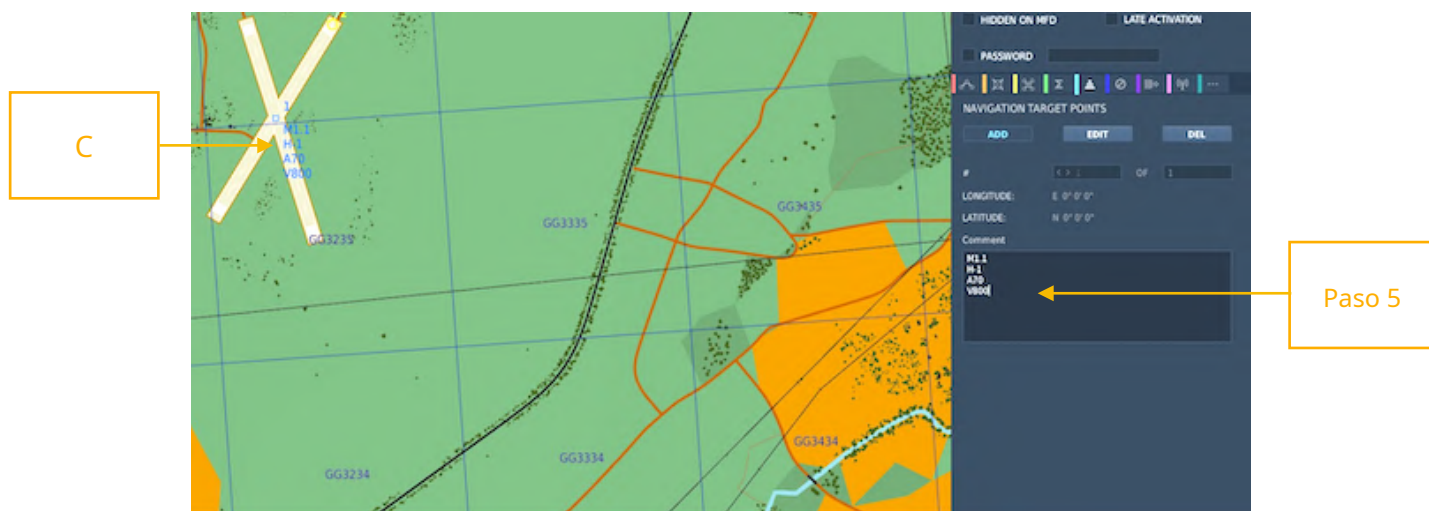 C
1
M1.1
H-1
A70
V800
GG3235
GG3335
GG3435
GG3234
GG3334
GG3434
HIDDEN ON MFD
LATE ACTIVATION
PASSWORD
NAVIGATION TARGET POINTS
ADD EDIT DEL
# < > 1 OF 1
LONGITUDE: E 0°0'0"
LATITUDE: N 0°0'0"
Comment
M1.1
H-1
A70
V800
Paso 5